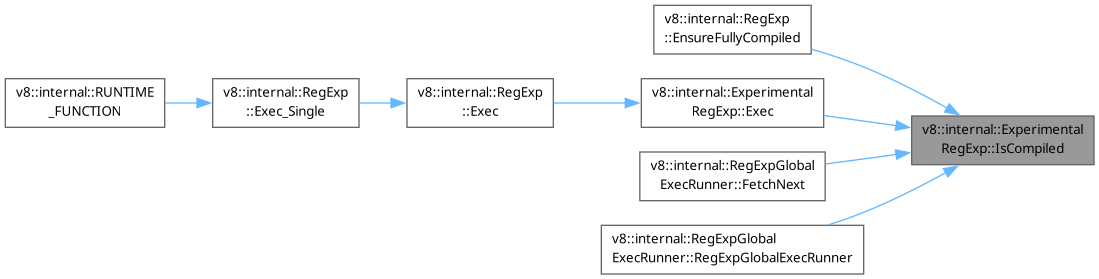 v8::internal::RegExp
::EnsureFullyCompiled
v8::internal::RUNTIME
_FUNCTION
v8::internal::RegExp
::Exec_Single
v8::internal::RegExp
::Exec
v8::internal::Experimental
RegExp::Exec
v8::internal::Experimental
RegExp::IsCompiled
v8::internal::RegExpGlobal
ExecRunner::FetchNext
v8::internal::RegExpGlobal
ExecRunner::RegExpGlobalExecRunner